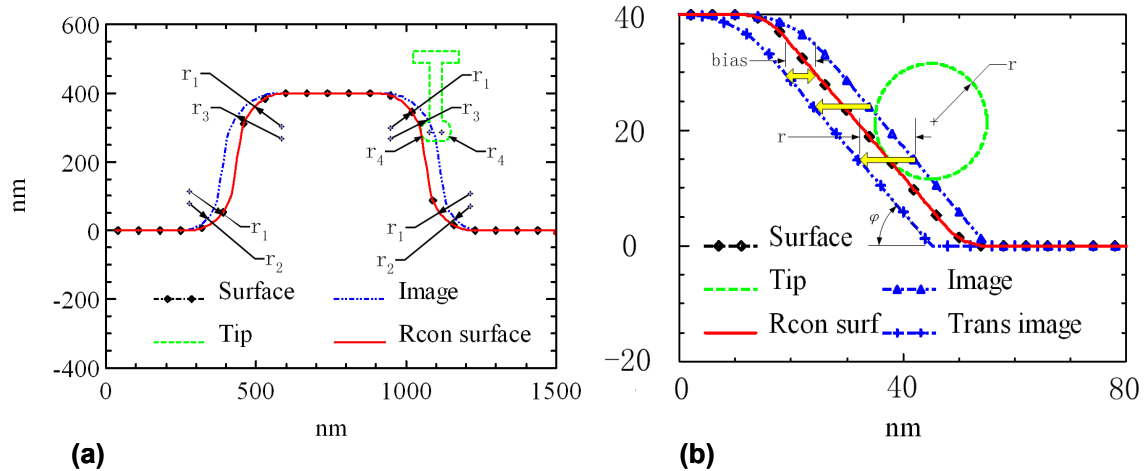 600
400
200
0
-200
-400
nm
0
500
1000
1500
nm
r1
r3
r1
r2
r1
r3
r4
r4
r1
r2
Surface
Image
Tip
Rcon surface
(a)
40
20
0
-20
0
40
80
nm
bias
r
r
φ
Surface
Tip
Image
Rcon surf
Trans image
(b)